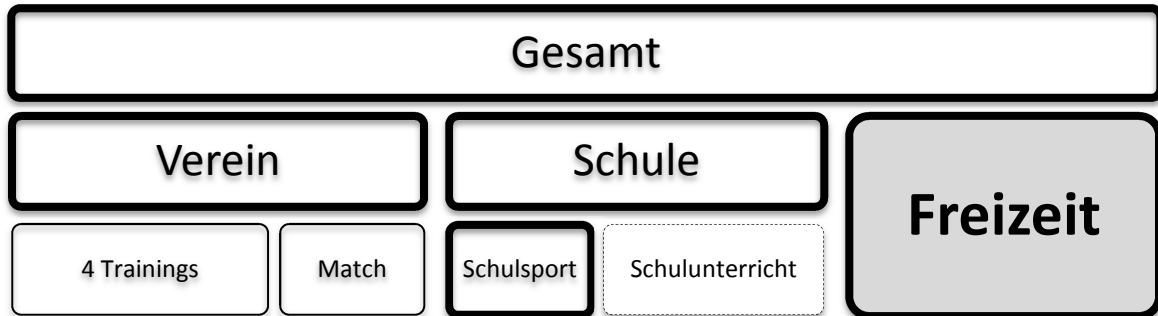 Gesamt
Verein
Schule
Freizeit
4 Trainings
Match
Schulsport
Schulunterricht